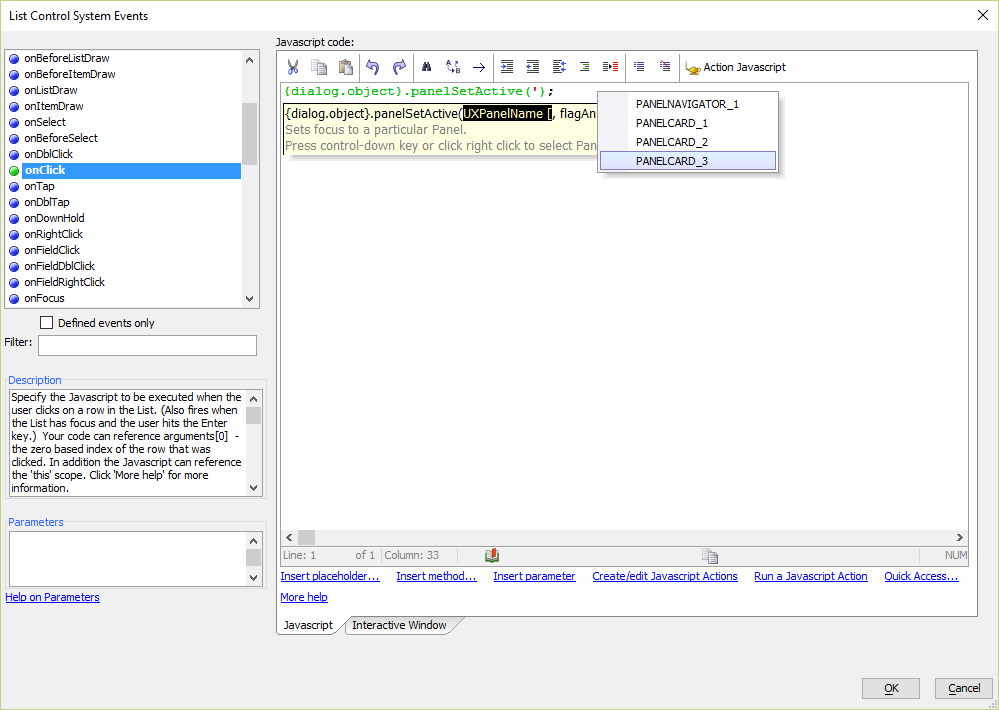 List Control System Events
onBeforeListDraw
onBeforeItemDraw
onListDraw
onItemDraw
onSelect
onBeforeSelect
onDblClick
onClick
onTap
onDblTap
onDownHold
onRightClick
onFieldClick
onFieldDblClick
onFieldRightClick
onFocus
Defined events only
Filter:
Description
Specify the Javascript to be executed when the
user clicks on a row in the List. (Also fires when
the List has focus and the user hits the Enter
key.)  Your code can reference arguments[0]  -
the zero based index of the row that was
clicked. In addition the Javascript can reference
the 'this' scope. Click 'More help' for more
information.
Parameters
Help on Parameters
Javascript code:
Action Javascript
{dialog.object}.panelSetActive(');
{dialog.object}.panelSetActive(UXPanelName [, flagAn
Sets focus to a particular Panel.
Press control-down key or click right click to select Pan
PANELNAVIGATOR_1
PANELCARD_1
PANELCARD_2
PANELCARD_3
Line: 1 of 1 Column: 33 NUM
Insert placeholder... Insert method... Insert parameter Create/edit Javascript Actions Run a Javascript Action Quick Access...
More help
Javascript Interactive Window
OK Cancel